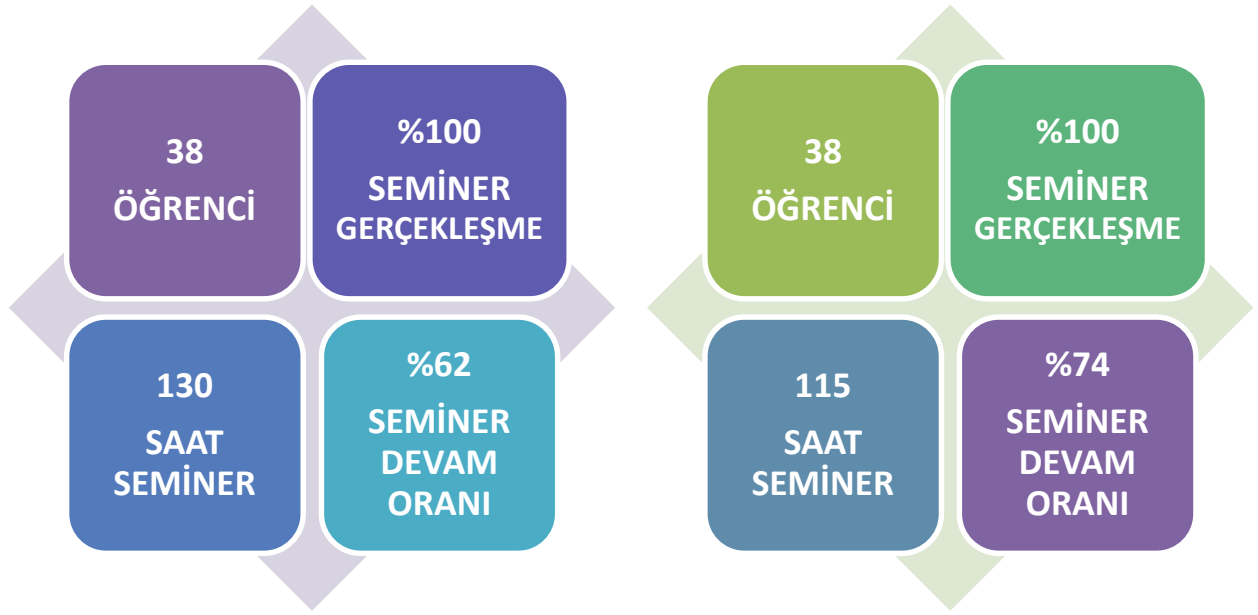 38
ÖĞRENCİ
%100
SEMİNER
GERÇEKLEŞME
130
SAAT
SEMİNER
%62
SEMİNER
DEVAM
ORANI
38
ÖĞRENCİ
%100
SEMİNER
GERÇEKLEŞME
115
SAAT
SEMİNER
%74
SEMİNER
DEVAM
ORANI